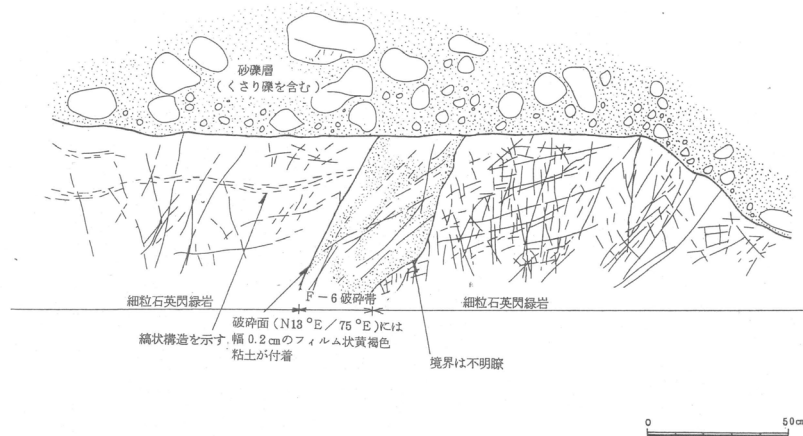 砂礫層
（くさり礫を含む）
細粒石英閃緑岩
F－6破砕帯
細粒石英閃緑岩
縞状構造を示す
破砕面（N13°E／75°E）には
幅0.2㎝のフィルム状黄褐色
粘土が付着
境界は不明瞭
0
50㎝